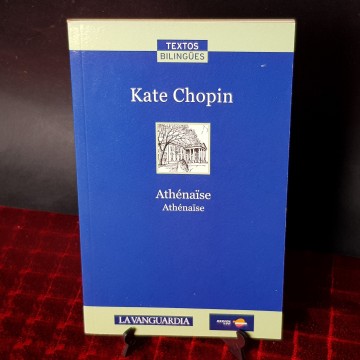 TEXTOS
BILINGÜES
Kate Chopin
Athénaïse
Athénaïse
LA VANGUARDIA